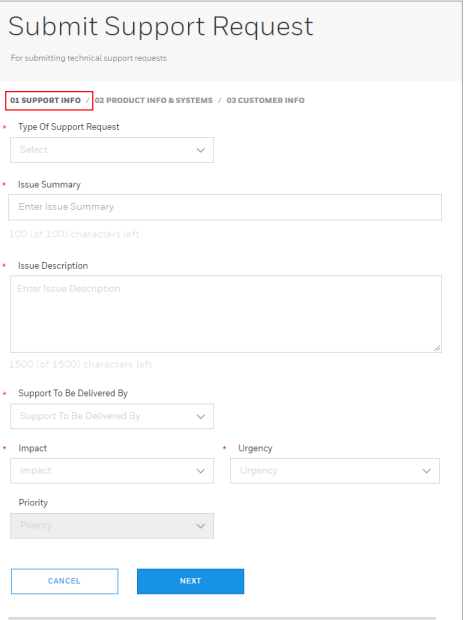 Submit Support Request
For submitting technical support requests
01 SUPPORT INFO / 02 PRODUCT INFO & SYSTEMS / 03 CUSTOMER INFO
* Type Of Support Request
Select
* Issue Summary
Enter Issue Summary
100 (of 100) characters left
* Issue Description
Enter Issue Description
1500 (of 1500) characters left
* Support To Be Delivered By
Support To Be Delivered By
* Impact * Urgency
Impact Urgency
Priority
Priority
CANCEL NEXT